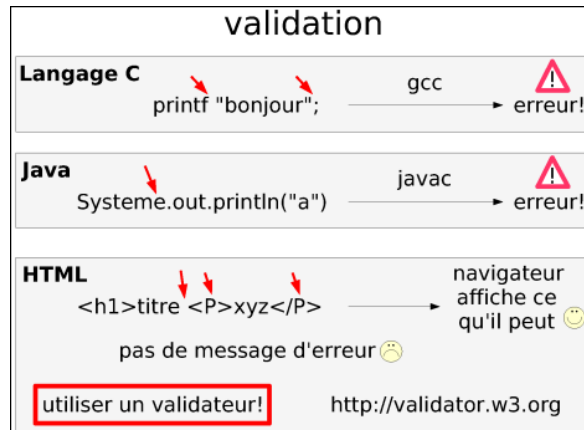 validation
Langage C
printf "bonjour"; gcc erreur!
Java
Systeme.out.println("a") javac erreur!
HTML
<h1>titre <P>xyz</P>
navigateur
affiche ce
qu'il peut
pas de message d'erreur
utiliser un validateur! http://validator.w3.org